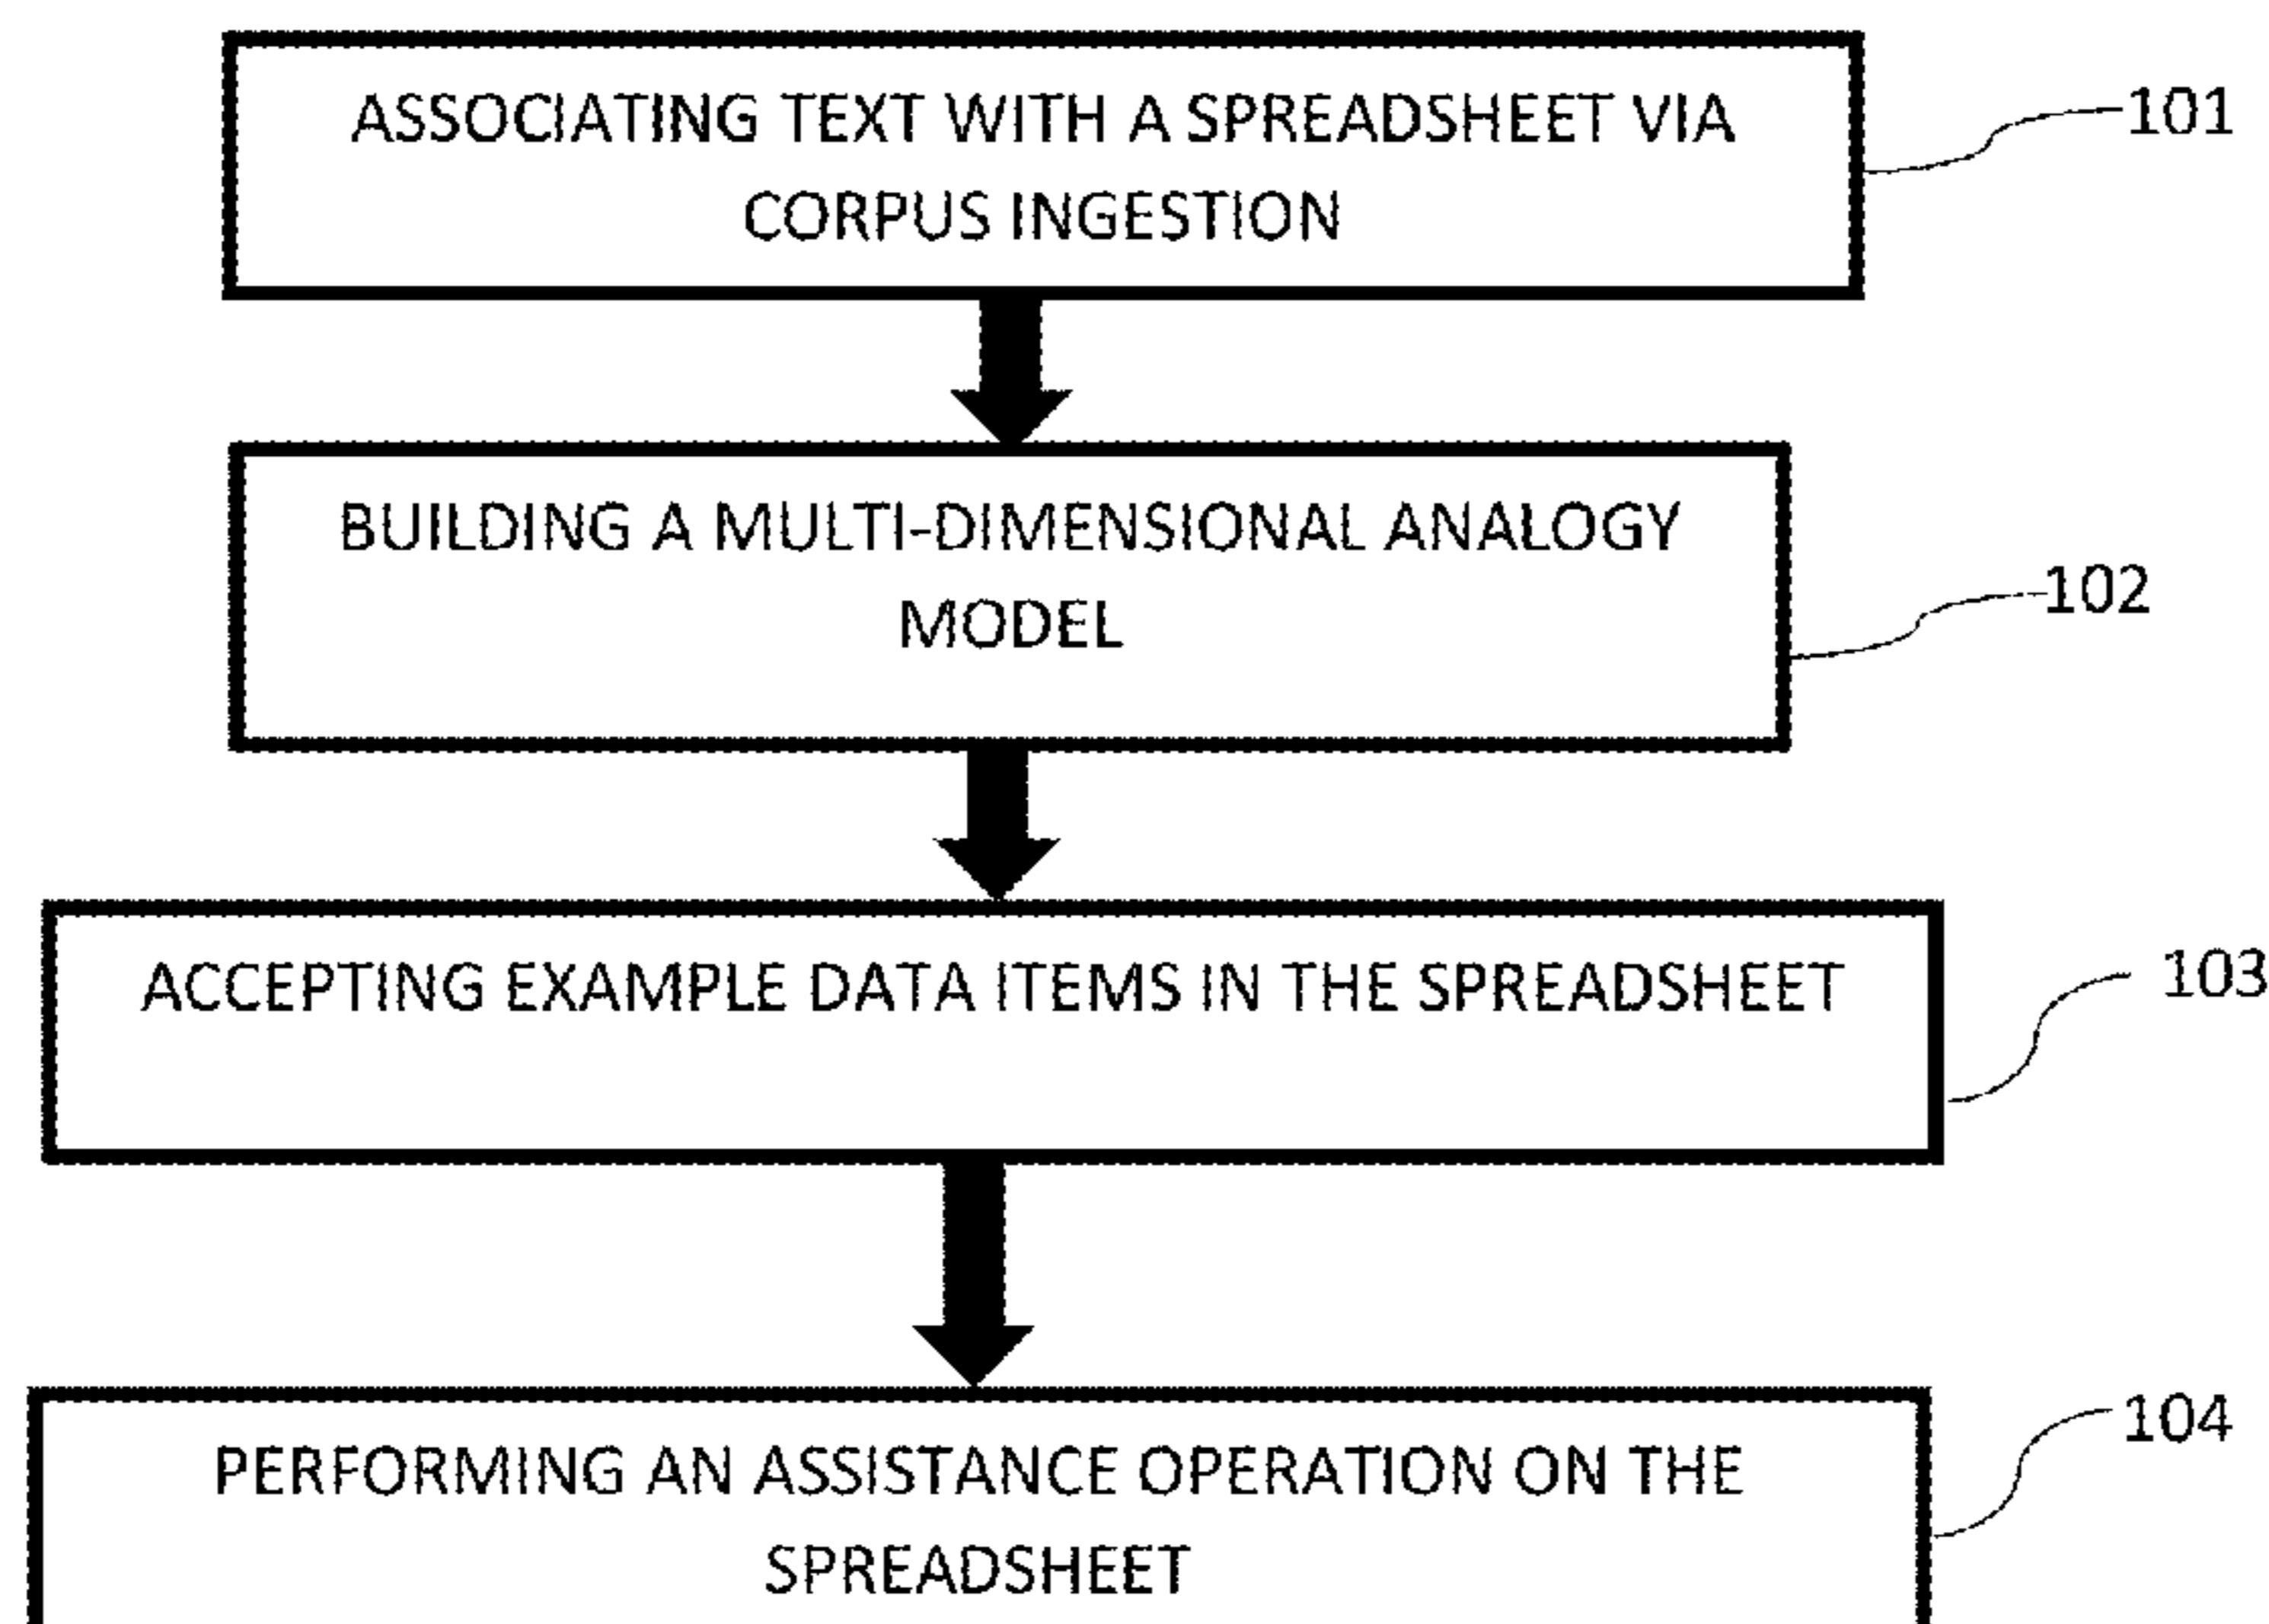 ASSOCIATING TEXT WITH A SPREADSHEET VIA
CORPUS INGESTION
101
BUILDING A MULTI-DIMENSIONAL ANALOGY
MODEL
102
ACCEPTING EXAMPLE DATA ITEMS IN THE SPREADSHEET
103
PERFORMING AN ASSISTANCE OPERATION ON THE
SPREADSHEET
104